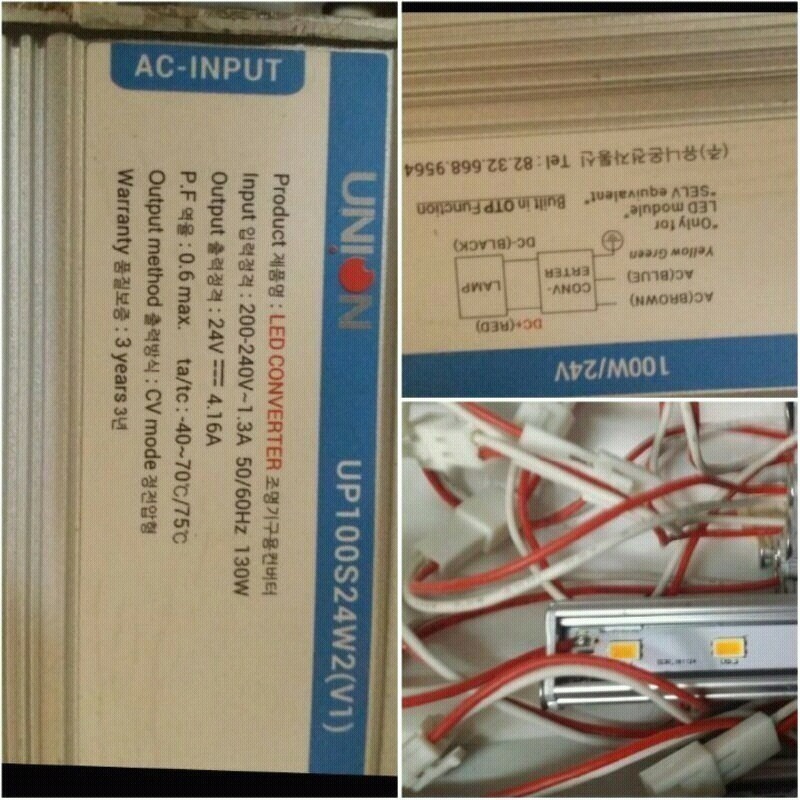 AC-INPUT
UNION
UP100S24W2(V1)
Product 제품명 : LED CONVERTER 조명기구용컨버터
Input 입력정격 : 200-240V~1.3A 50/60Hz 130W
Output 출력정격 : 24V 4.16A
P.F 역율 : 0.6 max. ta/tc : -40~70℃/75℃
Output method 출력방식 : CV mode 정전압형
Warranty 품질보증 : 3 years 3년
100W/24V
AC(BROWN)
AC(BLUE)
Yellow Green
CONV-
ERTER
LAMP
DC+(RED)
DC-(BLACK)
"Only for
LED module"
"SELV equivalent"
Built in OTP Function
(주)유니온전자통신 Tel : 82.32.668.9564